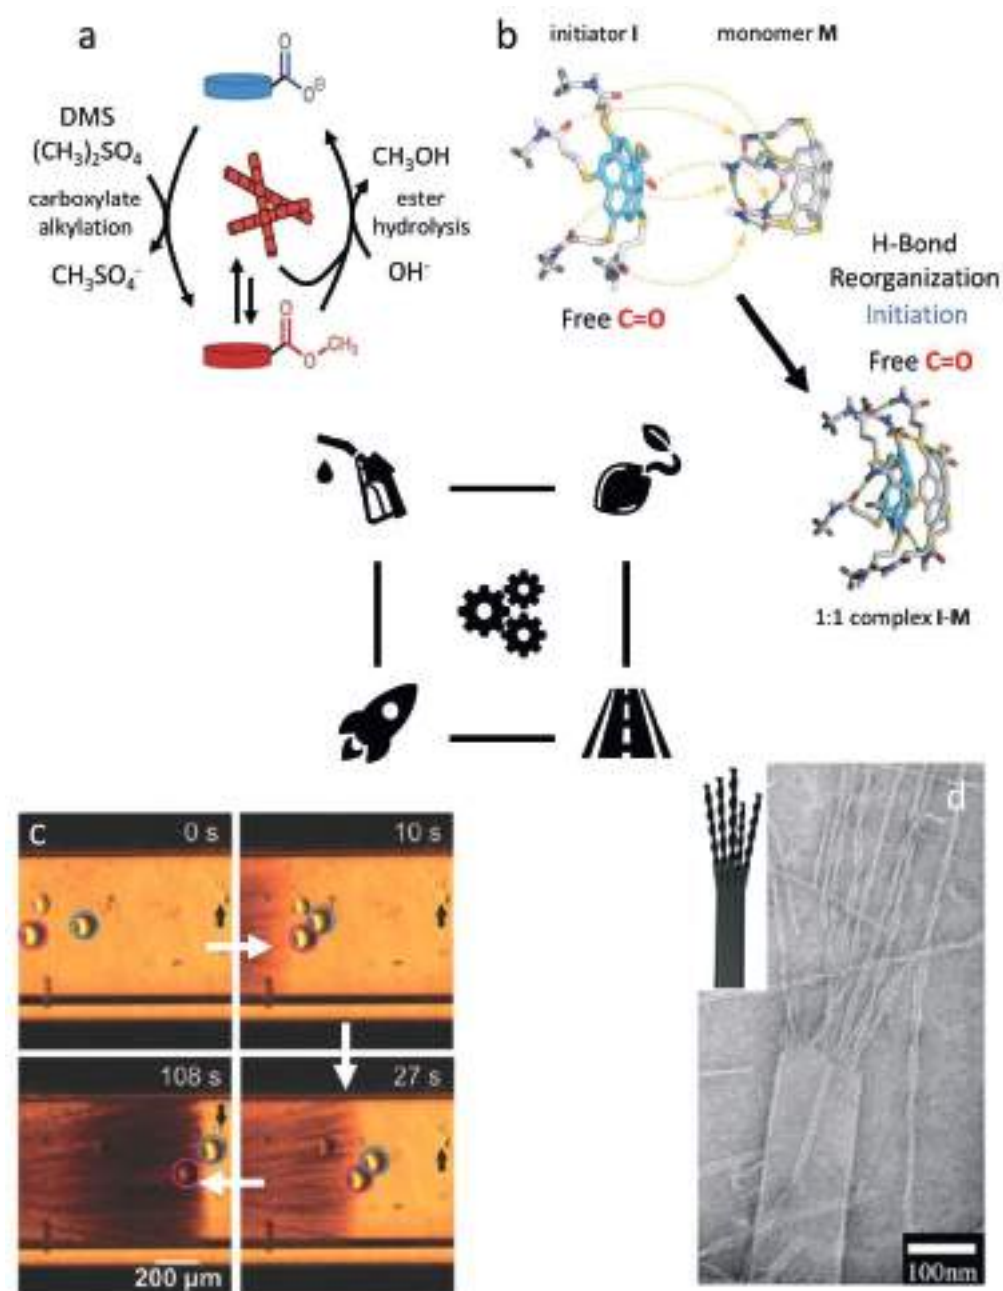 a
DMS
(CH₃)₂SO₄
carboxylate
alkylation
CH₃SO₄⁻
O
O⊖
CH₃OH
ester
hydrolysis
OH⁻
O
O
CH₃
b
initiator I
monomer M
Free C=O
H-Bond
Reorganization
Initiation
Free C=O
1:1 complex I-M
c
0 s
10 s
108 s
27 s
200 µm
d
100nm